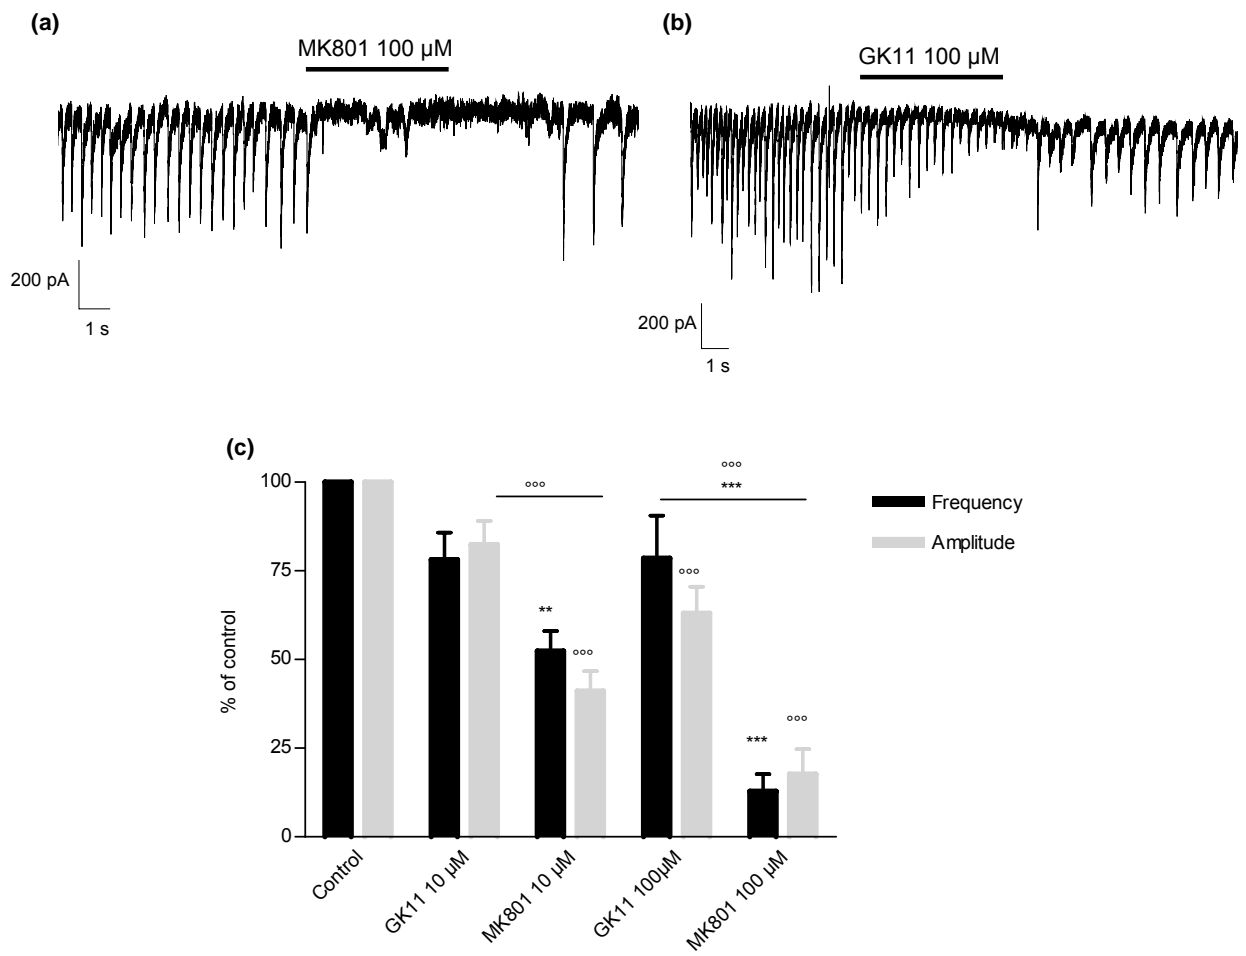 (a)
MK801 100 µM
200 pA
1 s
(b)
GK11 100 µM
200 pA
1 s
(c)
% of control
100
75
50
25
0
°°°
**
°°°
°°°
***
°°°
***
°°°
Control
GK11 10 µM
MK801 10 µM
GK11 100µM
MK801 100 µM
Frequency
Amplitude